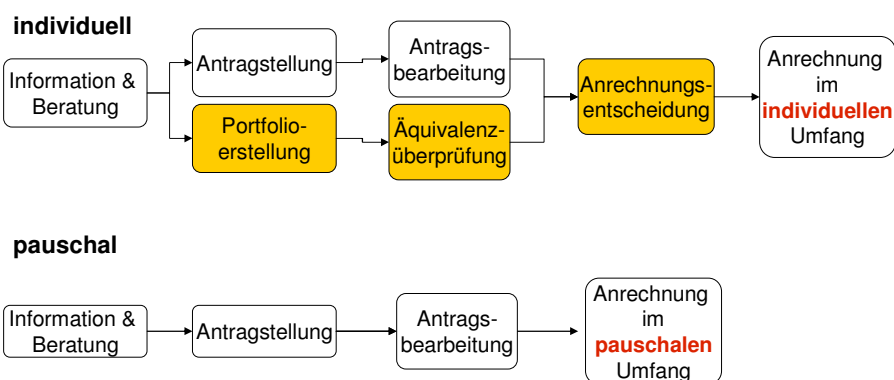 individuell
Information &
Beratung
Antragstellung
Antrags-
bearbeitung
Portfolio-
erstellung
Äquivalenz-
überprüfung
Anrechnungs-
entscheidung
Anrechnung
im
individuellen
Umfang
pauschal
Information &
Beratung
Antragstellung
Antrags-
bearbeitung
Anrechnung
im
pauschalen
Umfang